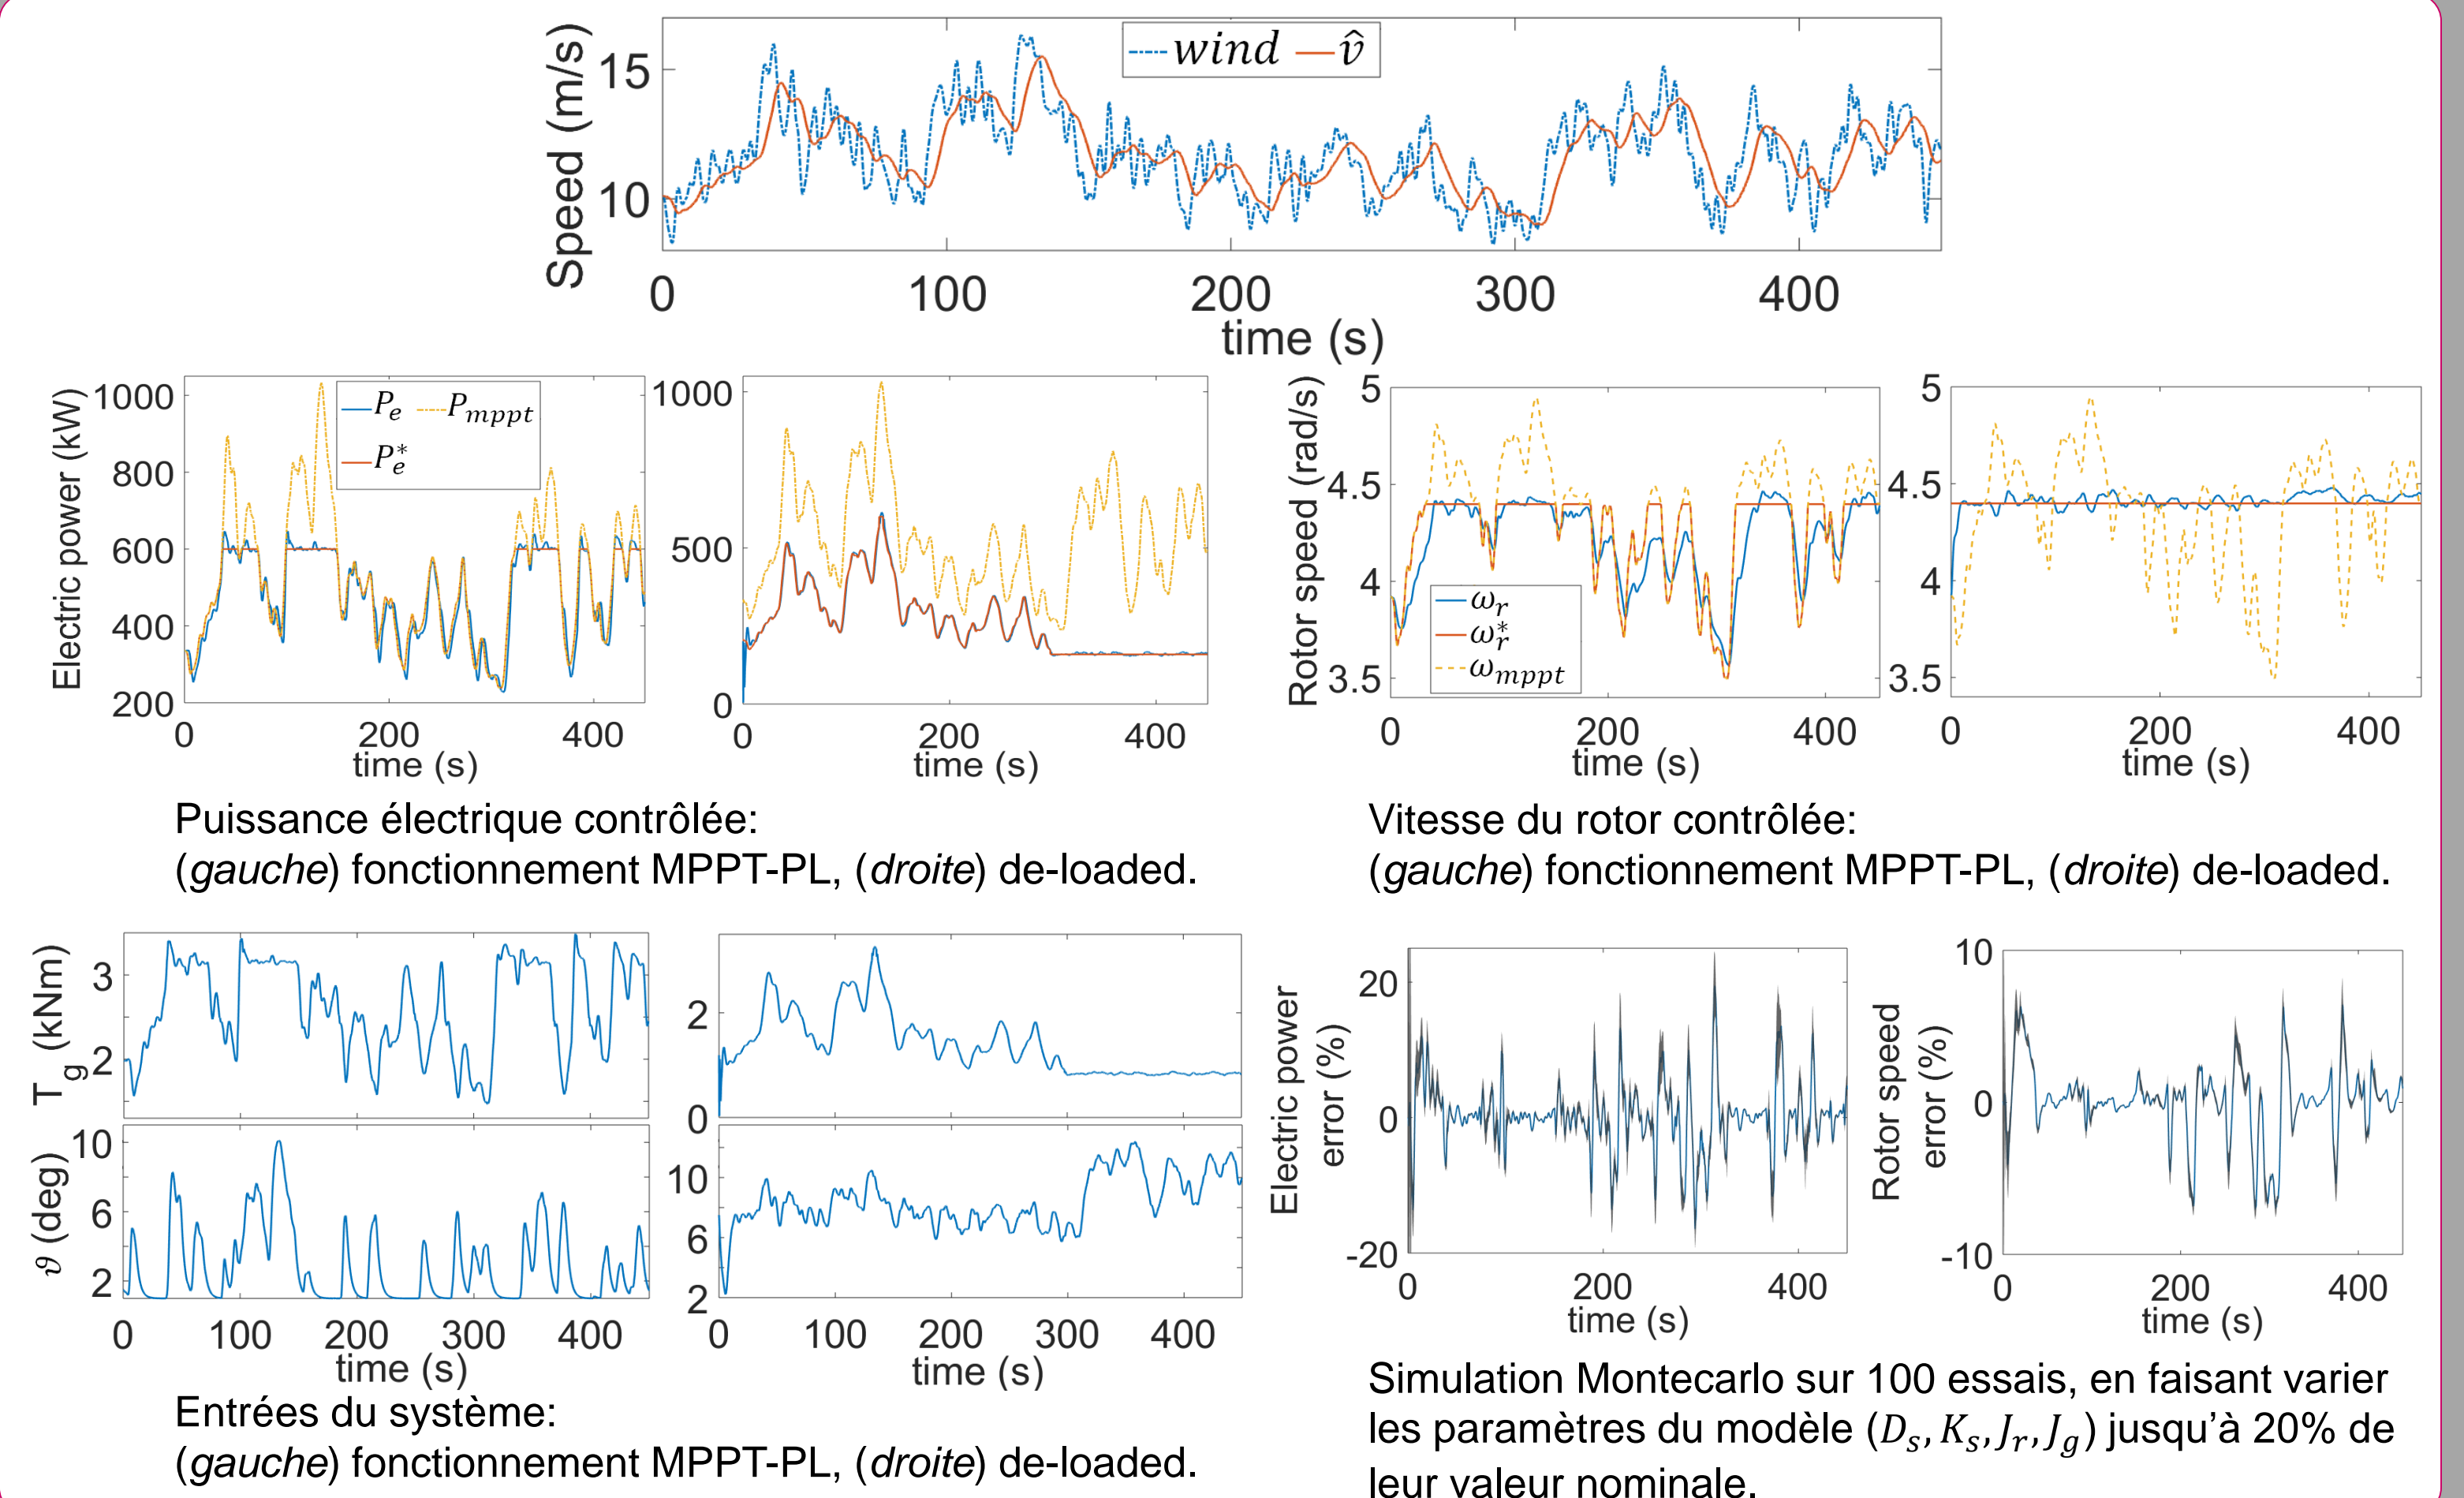 Speed (m/s)
15
10
wind v̂
0 100 200 300 400
time (s)
Electric power (kW)
1000
800
600
400
200
P_e P_mppt
P_e^*
0 200 400
time (s)
1000
500
0
0 200 400
time (s)
Rotor speed (rad/s)
5
4.5
4
3.5
ω_r
ω_r^*
ω_mppt
0 200 400
time (s)
5
4.5
4
3.5
0 200 400
time (s)
Puissance électrique contrôlée:
(gauche) fonctionnement MPPT-PL, (droite) de-loaded.
Vitesse du rotor contrôlée:
(gauche) fonctionnement MPPT-PL, (droite) de-loaded.
T_g (kNm)
3
2
ϑ (deg)
10
6
2
0 100 200 300 400
time (s)
2
0
10
6
2
0 100 200 300 400
time (s)
Entrées du système:
(gauche) fonctionnement MPPT-PL, (droite) de-loaded.
Electric power
error (%)
20
0
-20
0 200 400
time (s)
Rotor speed
error (%)
10
0
-10
0 200 400
time (s)
Simulation Montecarlo sur 100 essais, en faisant varier
les paramètres du modèle (D_s, K_s, J_r, J_g) jusqu'à 20% de
leur valeur nominale.